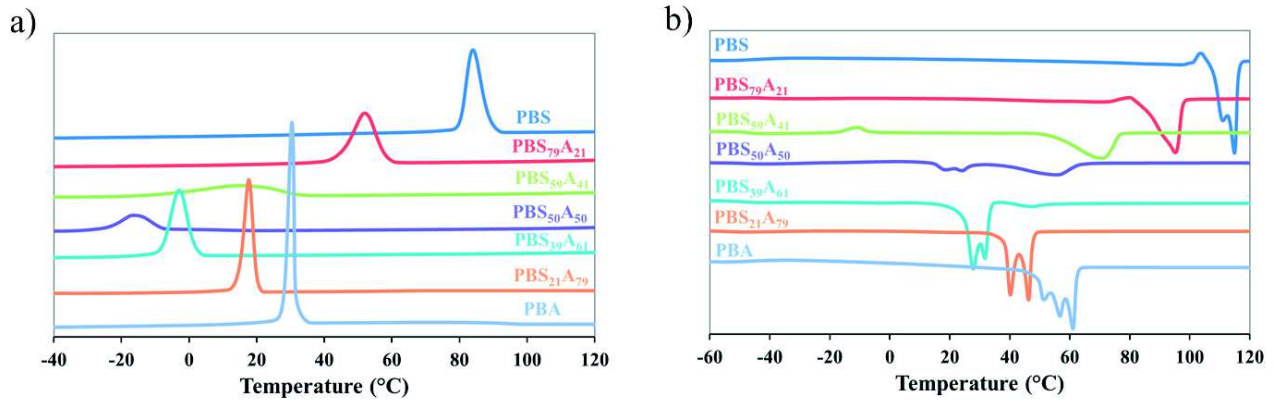 a)
PBS
PBS₇₉A₂₁
PBS₅₉A₄₁
PBS₅₀A₅₀
PBS₃₉A₆₁
PBS₂₁A₇₉
PBA
-40 -20 0 20 40 60 80 100 120
Temperature (°C)
b)
PBS
PBS₇₉A₂₁
PBS₅₉A₄₁
PBS₅₀A₅₀
PBS₃₉A₆₁
PBS₂₁A₇₉
PBA
-60 -40 -20 0 20 40 60 80 100 120
Temperature (°C)